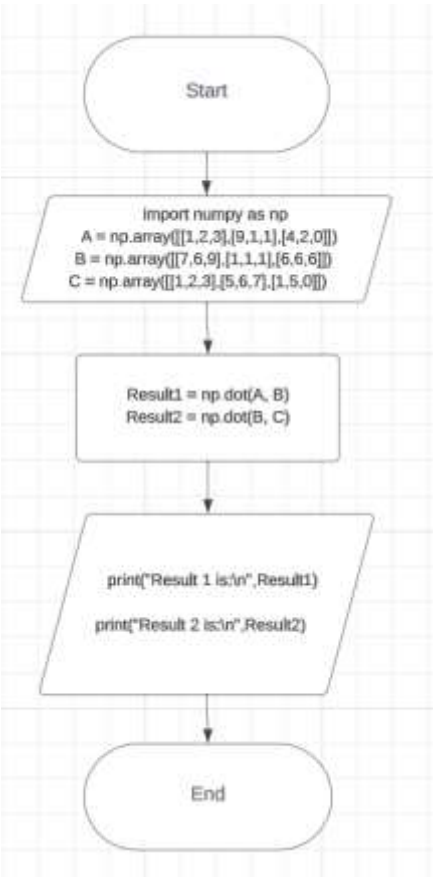 Start
import numpy as np
A = np.array([[1,2,3],[9,1,1],[4,2,0]])
B = np.array([[7,6,9],[1,1,1],[6,6,6]])
C = np.array([[1,2,3],[5,6,7],[1,5,0]])
Result1 = np.dot(A, B)
Result2 = np.dot(B, C)
print("Result 1 is:\n",Result1)
print("Result 2 is:\n",Result2)
End